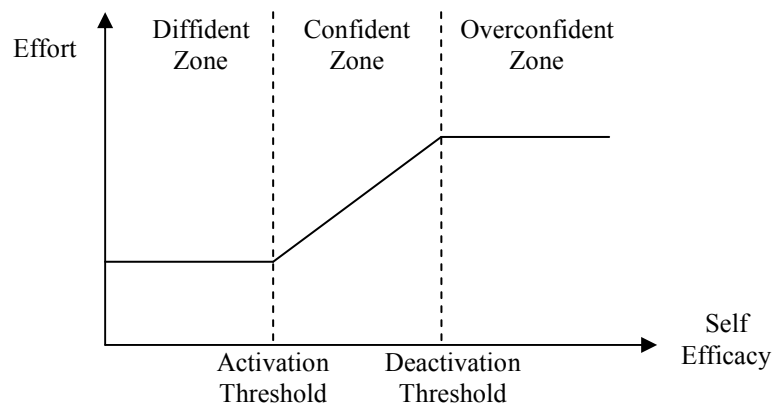 Effort
Diffident
Zone
Confident
Zone
Overconfident
Zone
Self
Efficacy
Activation
Threshold
Deactivation
Threshold